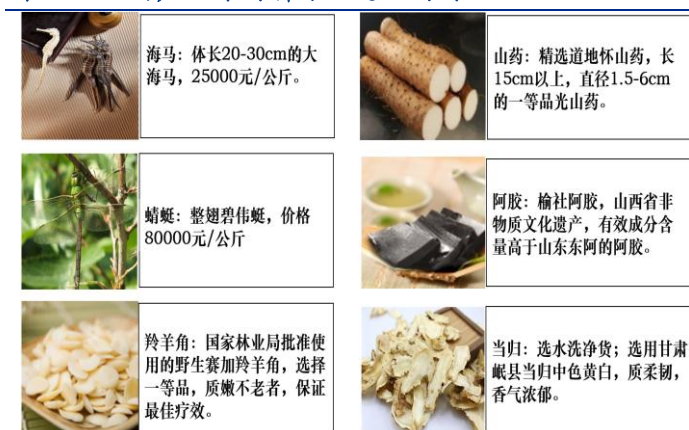 海马：体长20-30cm的大
海马，25000元/公斤。
山药：精选道地怀山药，长
15cm以上，直径1.5-6cm
的一等品光山药。
蜻蜓：整翅碧伟蜓，价格
80000元/公斤
阿胶：榆社阿胶，山西省非
物质文化遗产，有效成分含
量高于山东东阿的阿胶。
羚羊角：国家林业局批准使
用的野生赛加羚羊角，选择
一等品，质嫩不老者，保证
最佳疗效。
当归：选水洗净货；选用甘肃
岷县当归中色黄白，质柔韧，
香气浓郁。